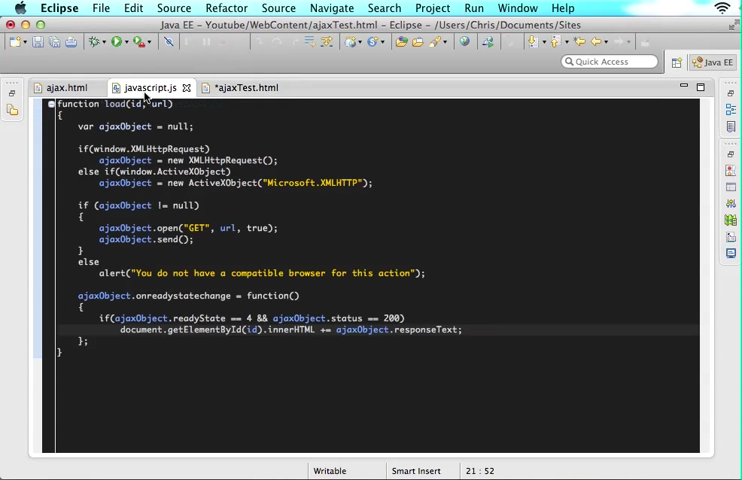 Eclipse File Edit Source Refactor Source Navigate Search Project Run Window Help
Java EE - Youtube/WebContent/ajaxTest.html - Eclipse - /Users/Chris/Documents/Sites
Quick Access
Java EE
ajax.html javascript.js *ajaxTest.html
function load(id, url)
{
var ajaxObject = null;
if(window.XMLHttpRequest)
ajaxObject = new XMLHttpRequest();
else if(window.ActiveXObject)
ajaxObject = new ActiveXObject("Microsoft.XMLHTTP");
if (ajaxObject != null)
{
ajaxObject.open("GET", url, true);
ajaxObject.send();
}
else
alert("You do not have a compatible browser for this action");
ajaxObject.onreadystatechange = function()
{
if(ajaxObject.readyState == 4 && ajaxObject.status == 200)
document.getElementById(id).innerHTML += ajaxObject.responseText;
};
}
Writable Smart Insert 21 : 52